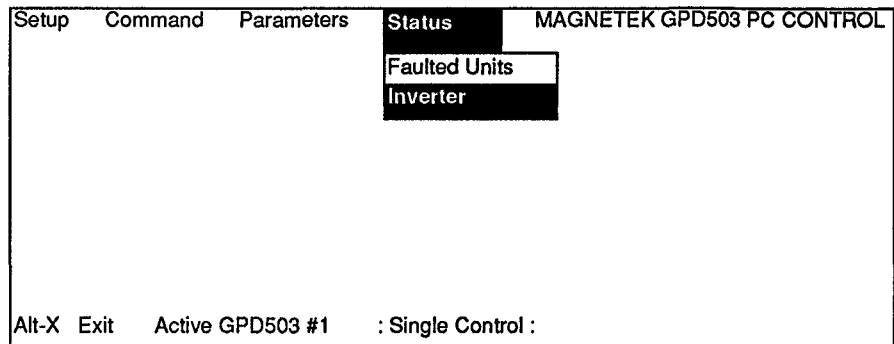 Setup Command Parameters Status MAGNETEK GPD503 PC CONTROL
Faulted Units
Inverter
Alt-X Exit Active GPD503 #1 : Single Control :